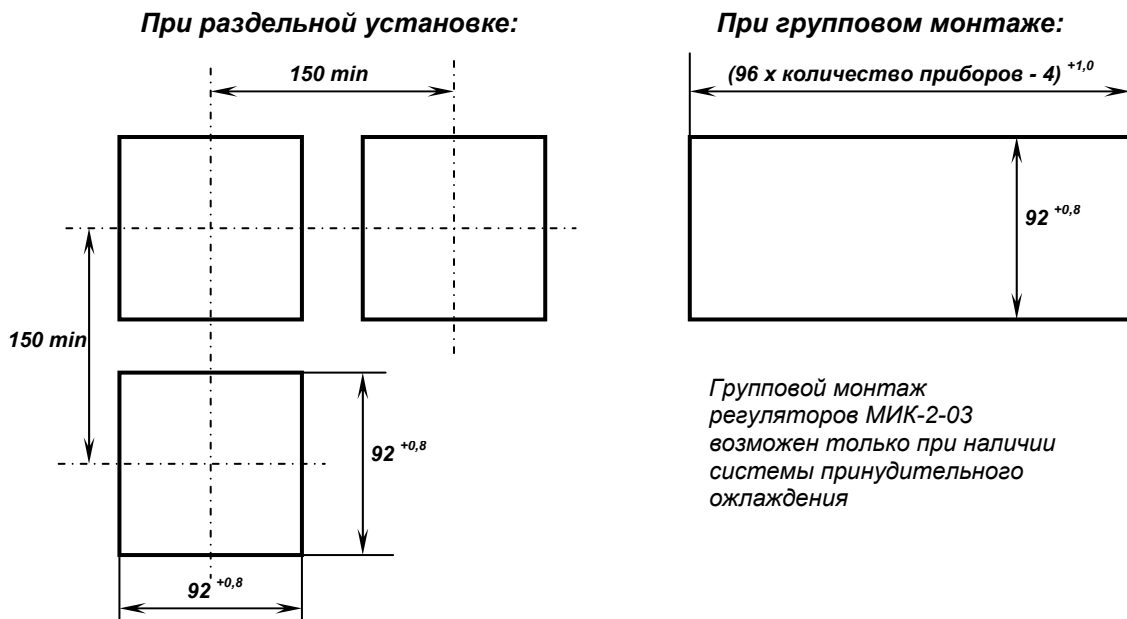 При раздельной установке:
При групповом монтаже:
150 min
(96 x количество приборов - 4) +1,0
92 +0,8
150 min
92 +0,8
92 +0,8
Групповой монтаж
регуляторов МИК-2-03
возможен только при наличии
системы принудительного
охлаждения